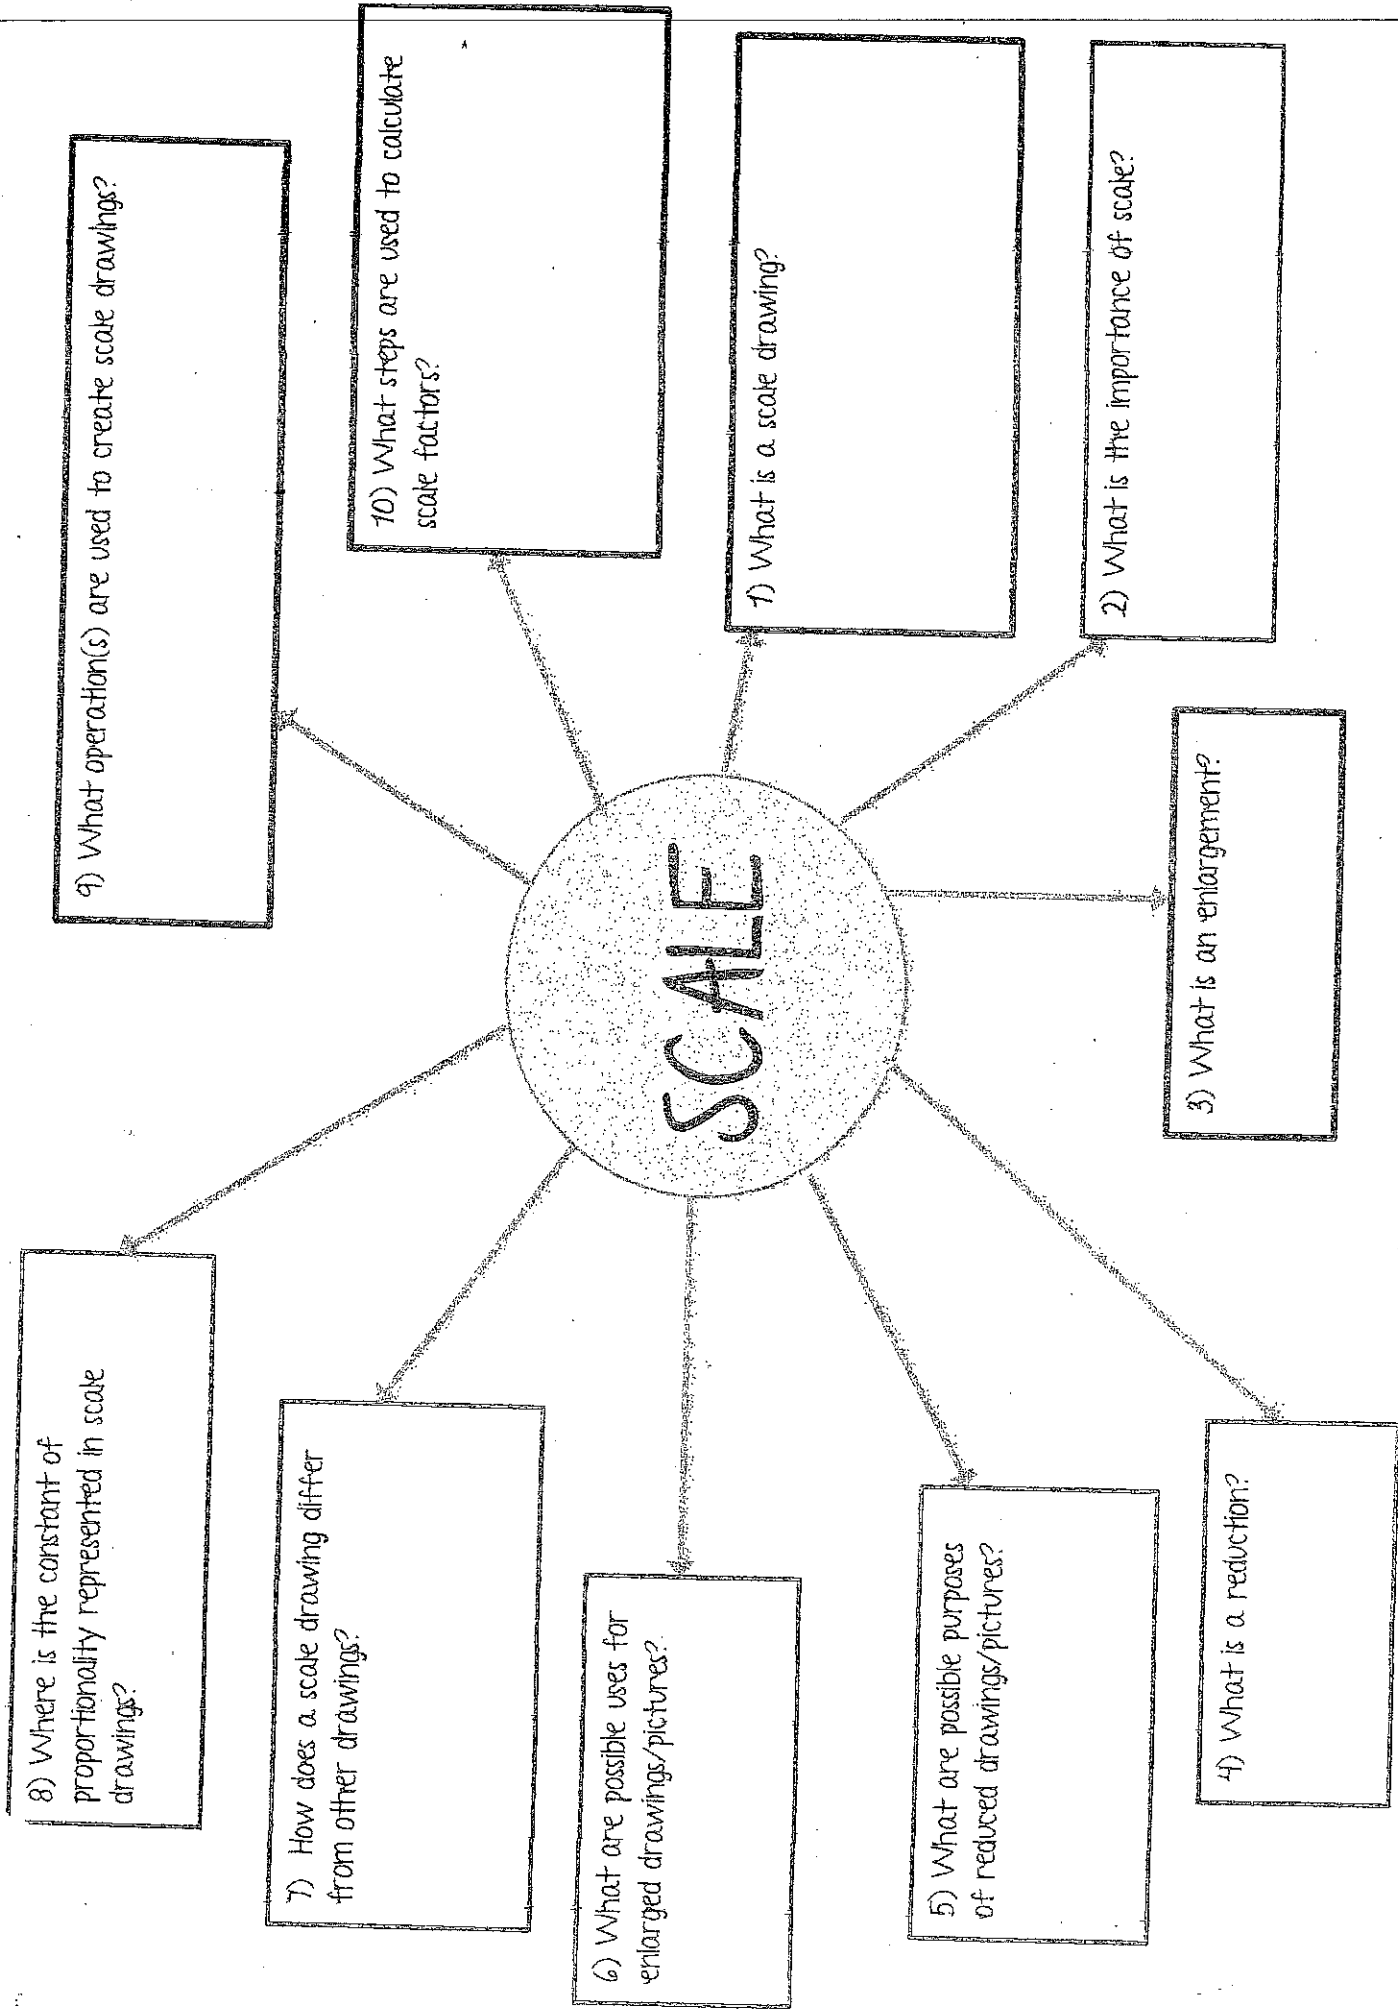 SCALE
1) What is a scale drawing?
2) What is the importance of scale?
3) What is an enlargement?
4) What is a reduction?
5) What are possible purposes
of reduced drawings/pictures?
6) What are possible uses for
enlarged drawings/pictures?
7) How does a scale drawing differ
from other drawings?
8) Where is the constant of
proportionality represented in scale
drawings?
9) What operation(s) are used to create scale drawings?
10) What steps are used to calculate
scale factors?